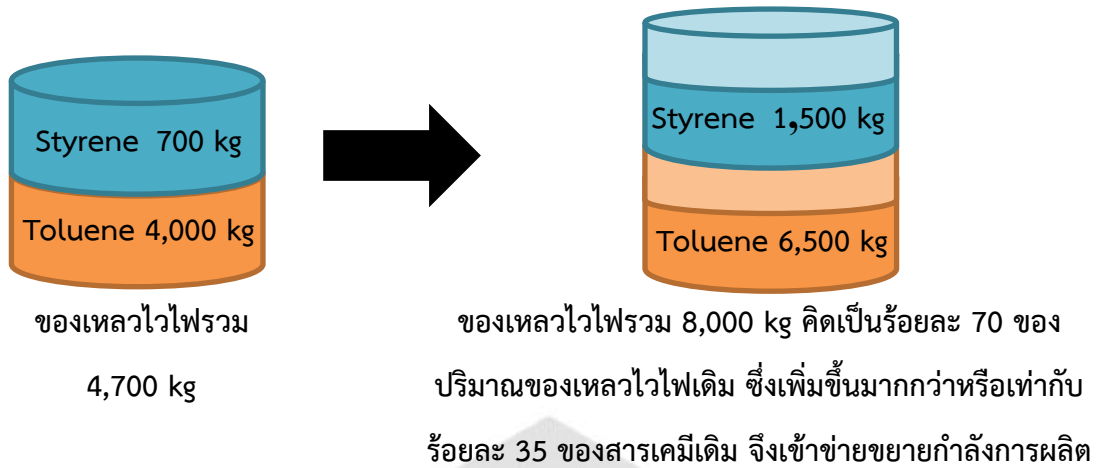 Styrene 700 kg
Toluene 4,000 kg
ของเหลวไวไฟรวม
4,700 kg
Styrene 1,500 kg
Toluene 6,500 kg
ของเหลวไวไฟรวม 8,000 kg คิดเป็นร้อยละ 70 ของ
ปริมาณของเหลวไวไฟเดิม ซึ่งเพิ่มขึ้นมากกว่าหรือเท่ากับ
ร้อยละ 35 ของสารเคมีเดิม จึงเข้าข่ายขยายกำลังการผลิต